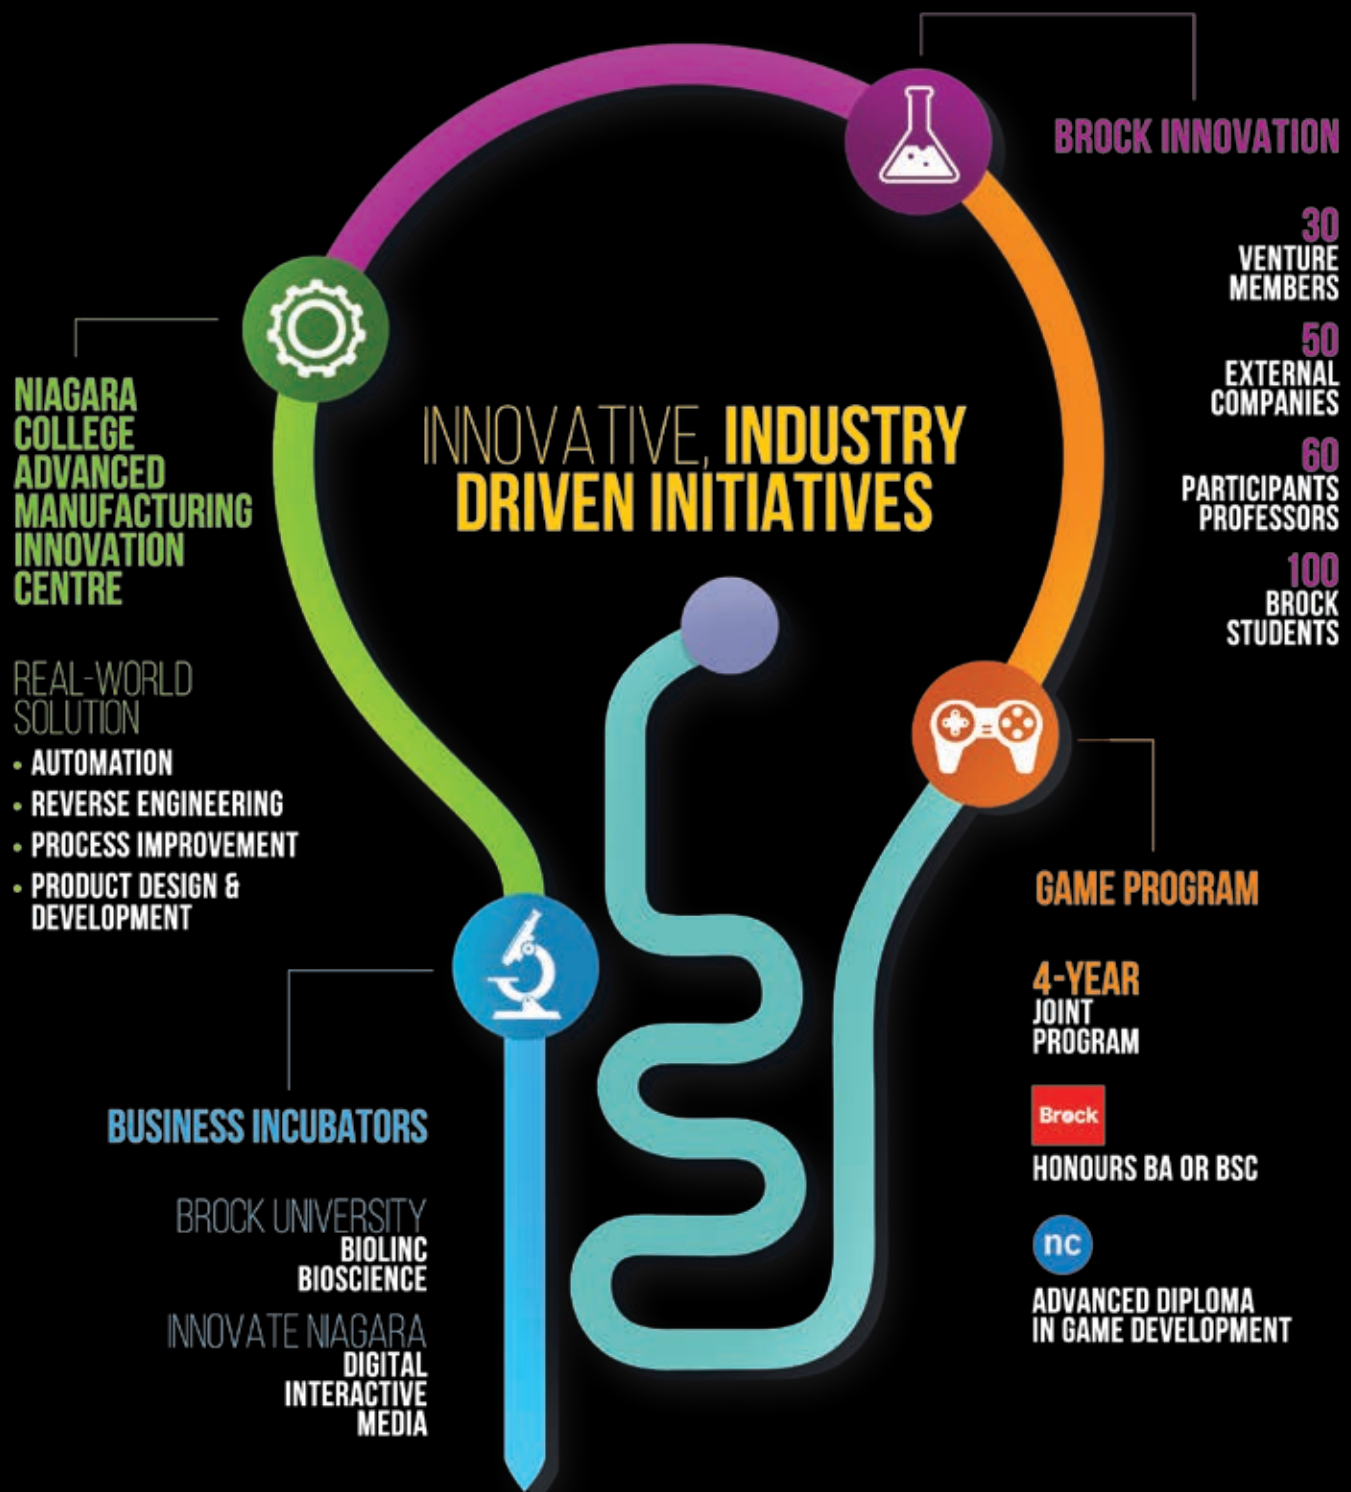 BROCK INNOVATION
30
VENTURE
MEMBERS
50
EXTERNAL
COMPANIES
60
PARTICIPANTS
PROFESSORS
100
BROCK
STUDENTS
NIAGARA
COLLEGE
ADVANCED
MANUFACTURING
INNOVATION
CENTRE
REAL-WORLD
SOLUTION
• AUTOMATION
• REVERSE ENGINEERING
• PROCESS IMPROVEMENT
• PRODUCT DESIGN &
DEVELOPMENT
INNOVATIVE, INDUSTRY
DRIVEN INITIATIVES
GAME PROGRAM
4-YEAR
JOINT
PROGRAM
Brock
HONOURS BA OR BSC
nc
ADVANCED DIPLOMA
IN GAME DEVELOPMENT
BUSINESS INCUBATORS
BROCK UNIVERSITY
BIOLINC
BIOSCIENCE
INNOVATE NIAGARA
DIGITAL
INTERACTIVE
MEDIA